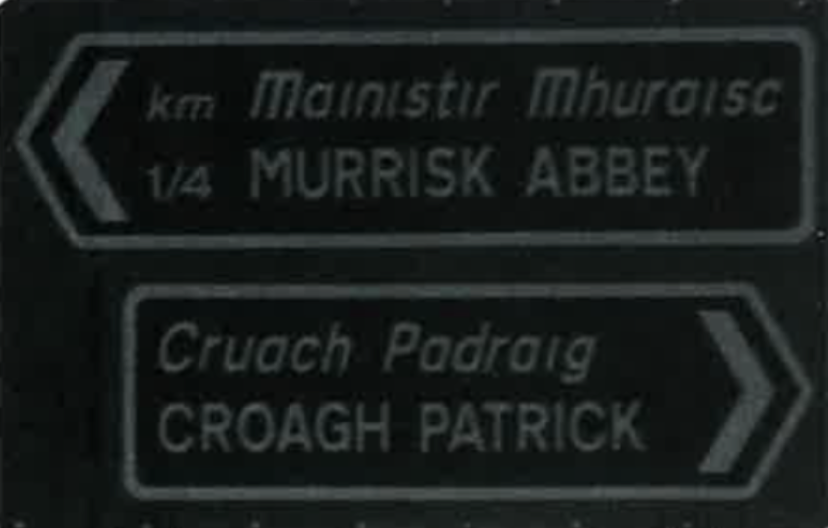 km Mainistir Mhuraisc
1/4 MURRISK ABBEY
Cruach Padraig
CROAGH PATRICK